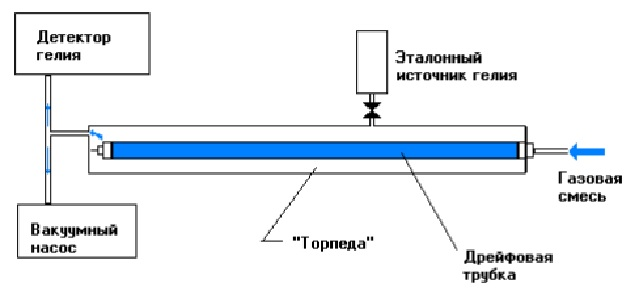 Детектор
гелия
Эталонный
источник гелия
Газовая
смесь
Вакуумный
насос
"Торпеда"
Дрейфовая
трубка